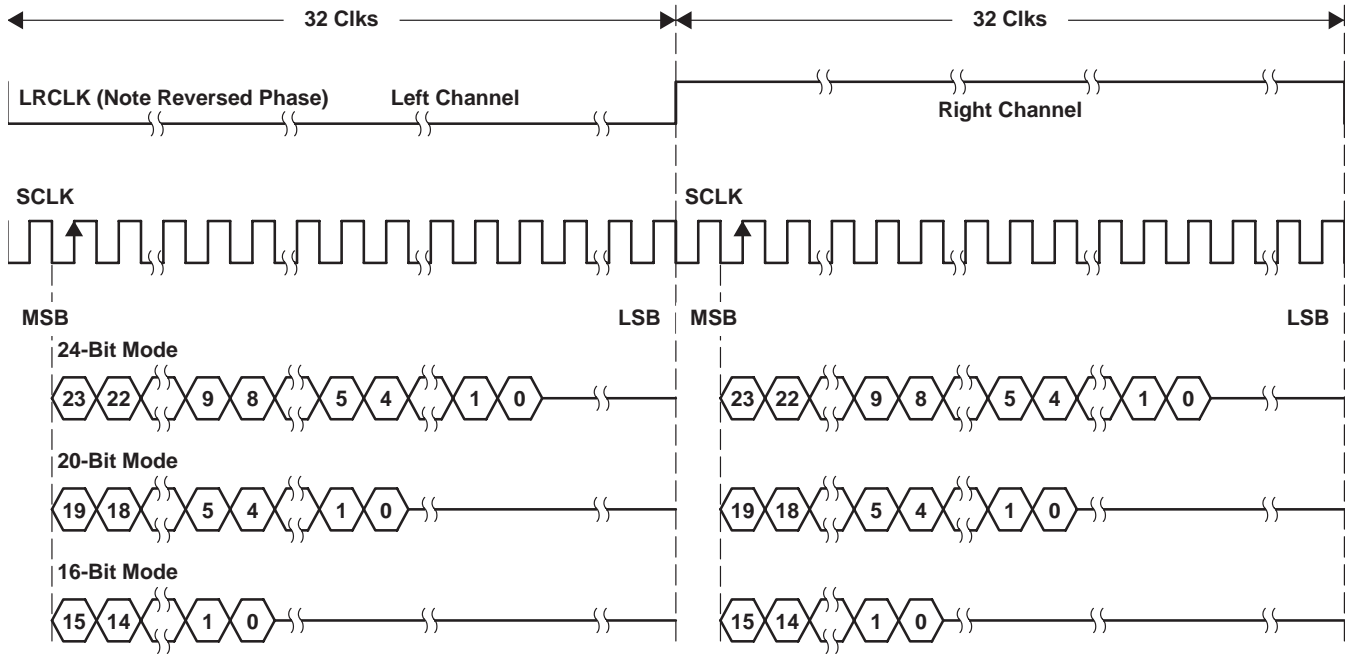 32 Clks 32 Clks
LRCLK (Note Reversed Phase) Left Channel
Right Channel
SCLK SCLK
MSB LSB MSB LSB
24-Bit Mode
23 22 9 8 5 4 1 0 23 22 9 8 5 4 1 0
20-Bit Mode
19 18 5 4 1 0 19 18 5 4 1 0
16-Bit Mode
15 14 1 0 15 14 1 0